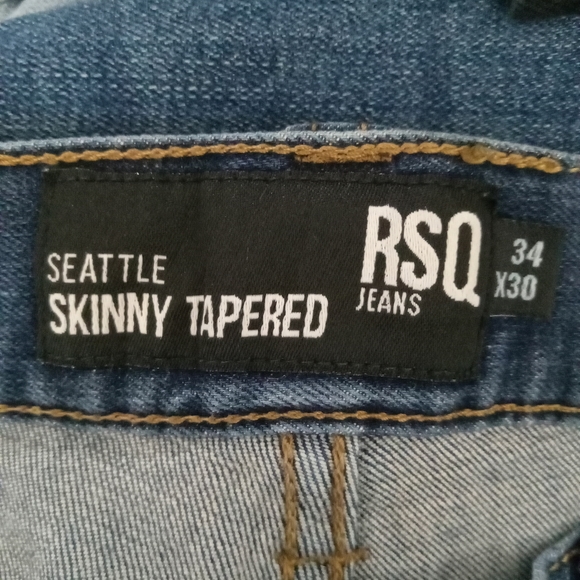 SEATTLE
SKINNY TAPERED
RSQ
JEANS
34
X30